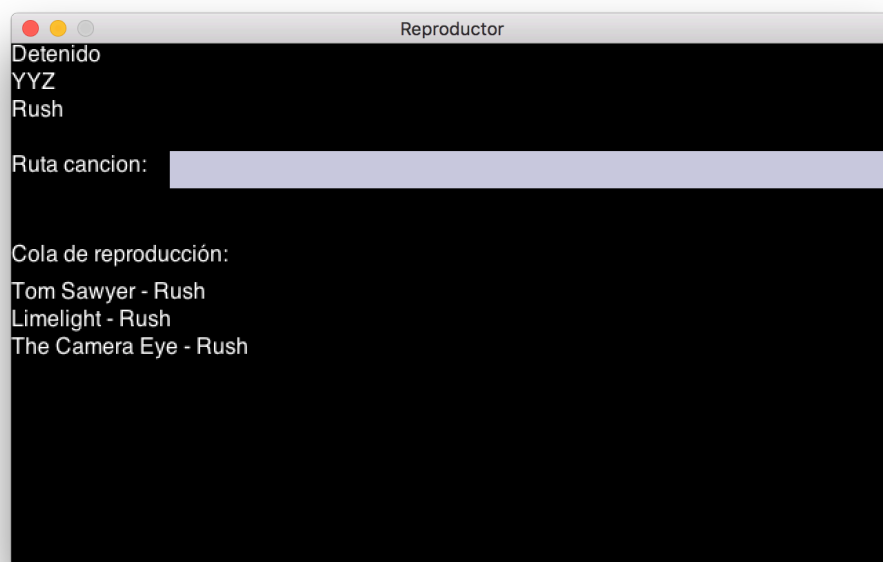 Reproductor
Detenido
YYZ
Rush
Ruta cancion:
Cola de reproducción:
Tom Sawyer - Rush
Limelight - Rush
The Camera Eye - Rush